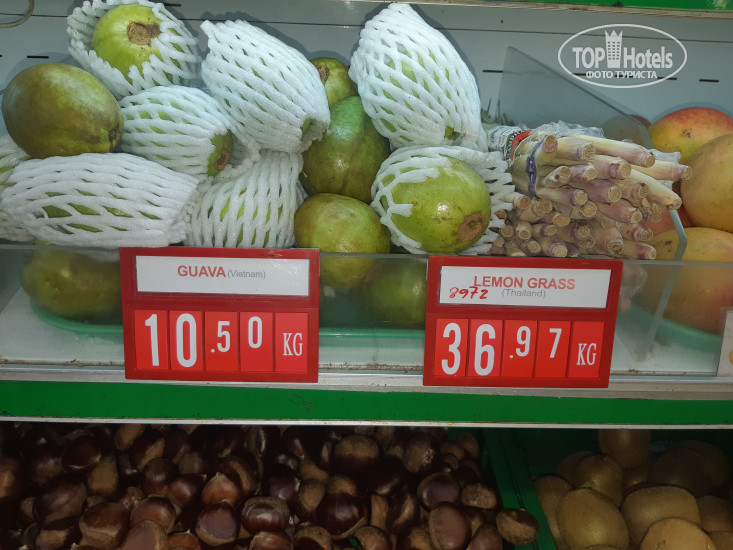 TOP Hotels
ФОТО ТУРИСТА
GUAVA (Vietnam)
10.50 KG
LEMON GRASS
8972 (Thailand)
36.97 KG